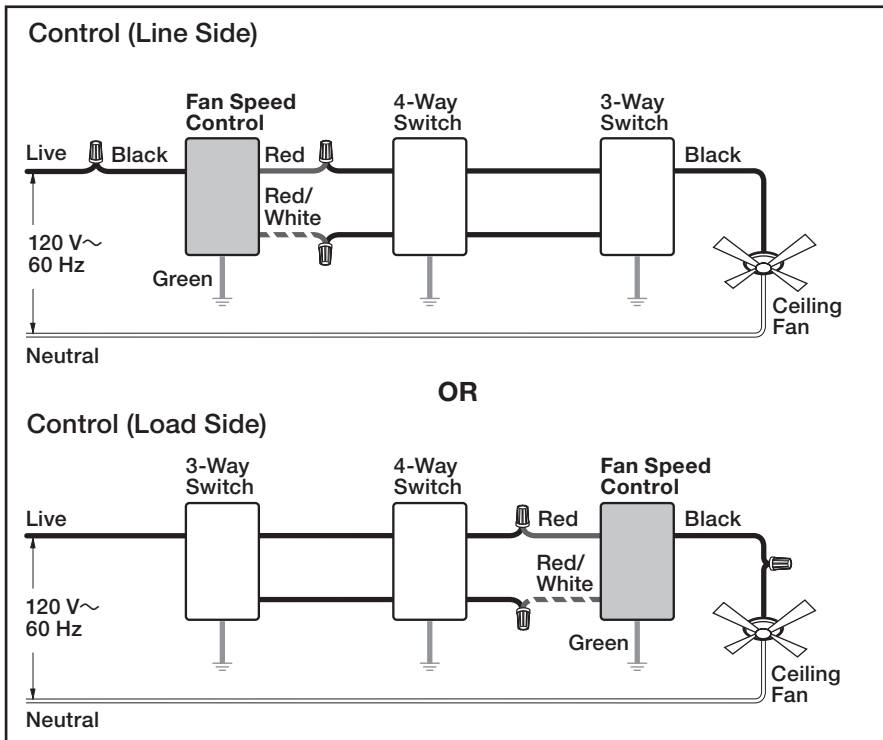 Control (Line Side)
Fan Speed
Control
4-Way
Switch
3-Way
Switch
Live
Black
Red
Black
Red/
White
120 V~
60 Hz
Green
Ceiling
Fan
Neutral
OR
Control (Load Side)
3-Way
Switch
4-Way
Switch
Fan Speed
Control
Live
Red
Black
Red/
White
120 V~
60 Hz
Green
Ceiling
Fan
Neutral